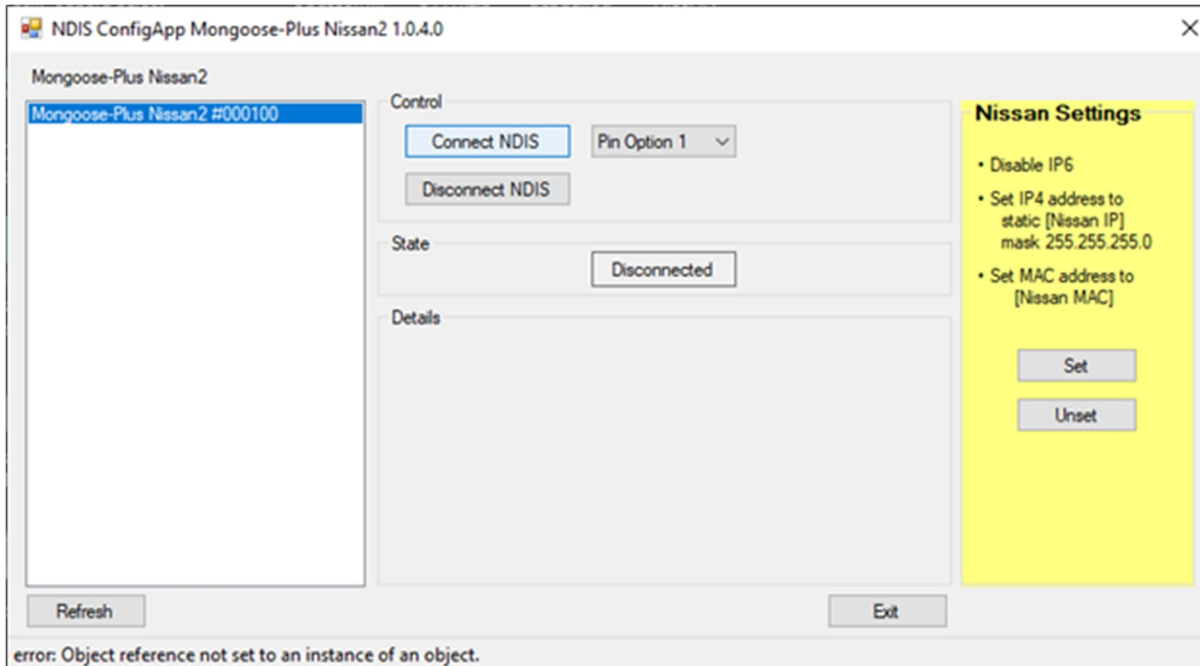 NDIS ConfigApp Mongoose-Plus Nissan2 1.0.4.0
Mongoose-Plus Nissan2
Mongoose-Plus Nissan2 #000100
Control
Connect NDIS
Pin Option 1
Disconnect NDIS
State
Disconnected
Details
Nissan Settings
• Disable IP6
• Set IP4 address to
static [Nissan IP]
mask 255.255.255.0
• Set MAC address to
[Nissan MAC]
Set
Unset
Refresh
Exit
error: Object reference not set to an instance of an object.